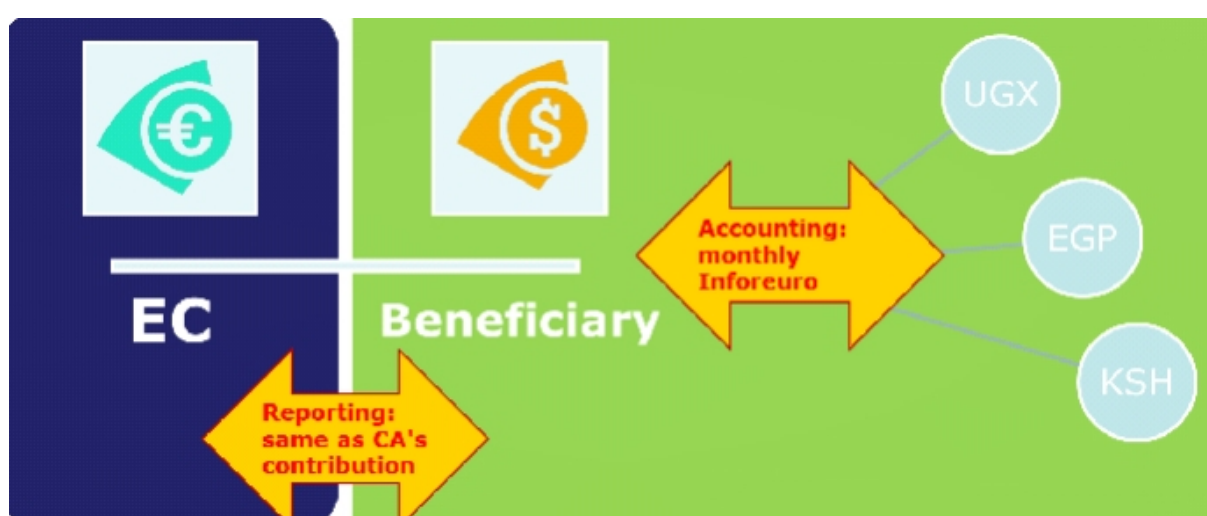 €
$
UGX
EGP
KSH
Accounting:
monthly
Inforeuro
EC
Beneficiary
Reporting:
same as CA's
contribution